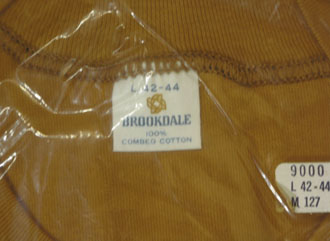 L 42-44
BROOKDALE
100%
COMBED COTTON
9000
L 42-44
M 127